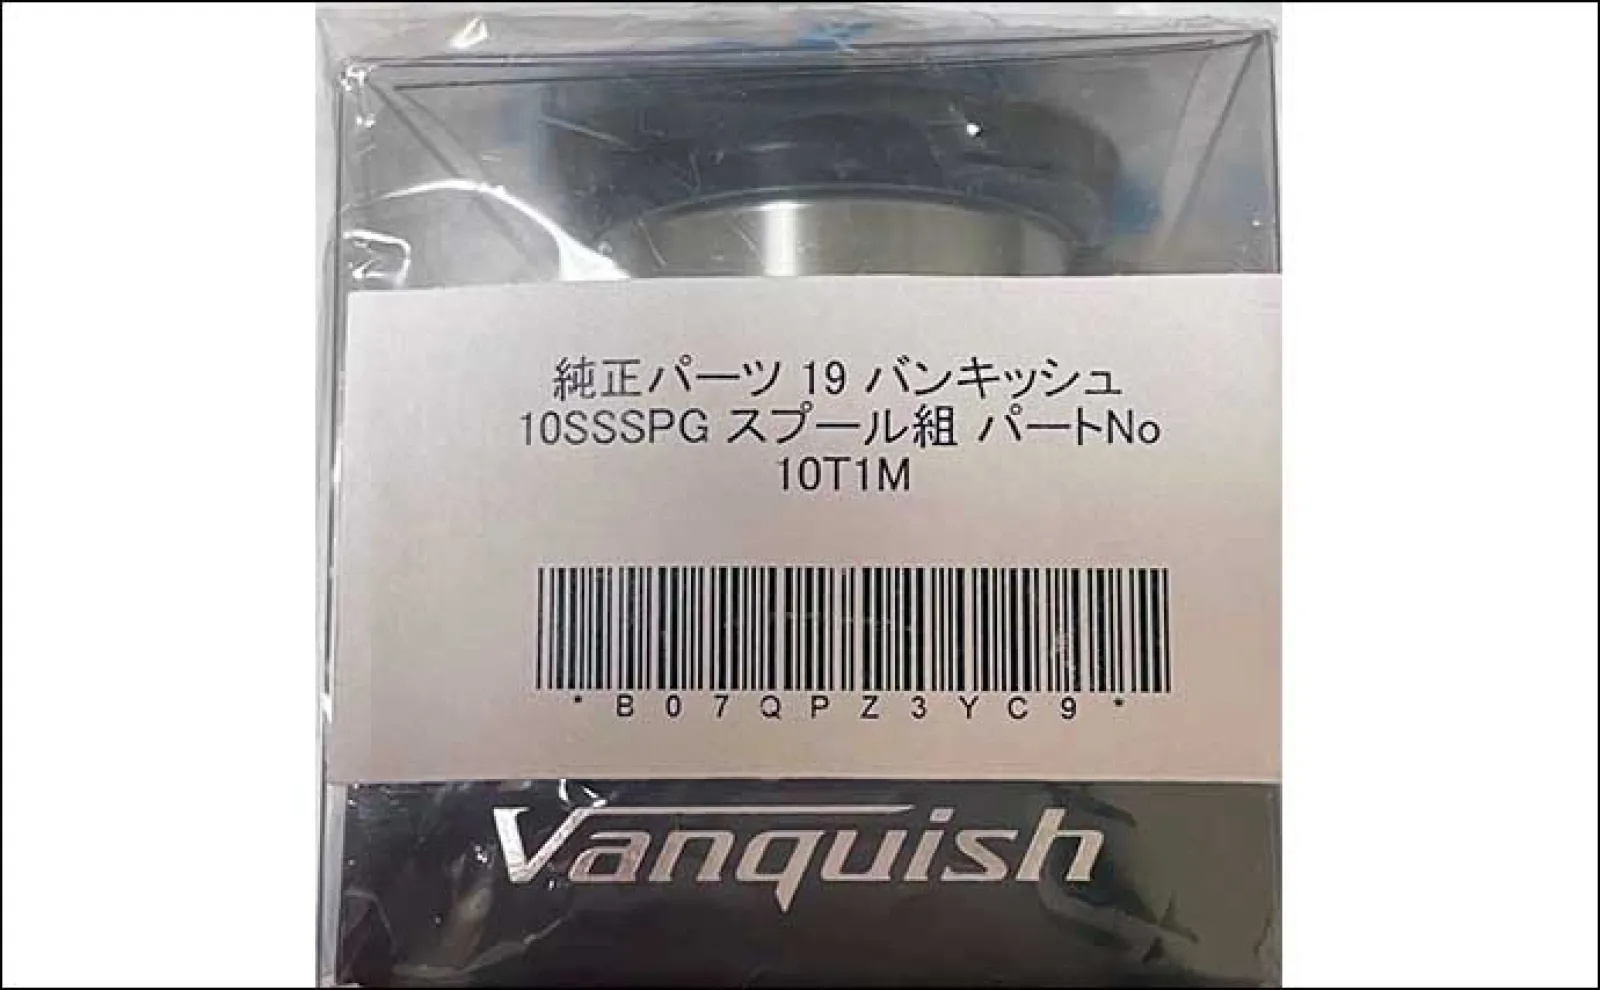 純正パーツ 19 バンキッシュ
10SSSPG スプール組 パートNo
10T1M
*B07QPZ3YC9*
Vanquish